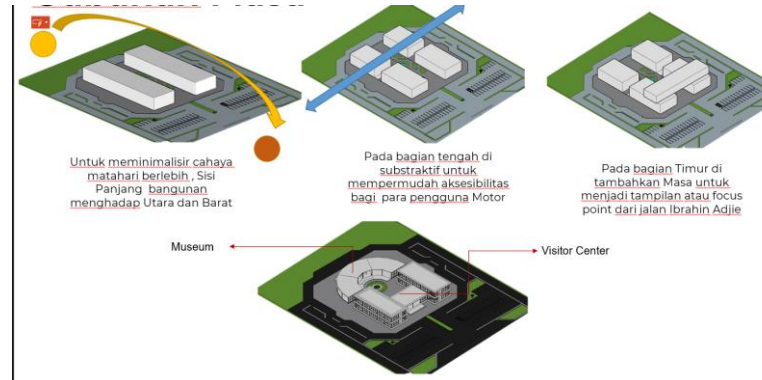 Untuk meminimalisir cahaya
matahari berlebih , Sisi
Panjang bangunan
menghadap Utara dan Barat
Pada bagian tengah di
substraktif untuk
mempermudah aksesibilitas
bagi para pengguna Motor
Pada bagian Timur di
tambahkan Masa untuk
menjadi tampilan atau focus
point dari jalan Ibrahin Adjie
Museum
Visitor Center